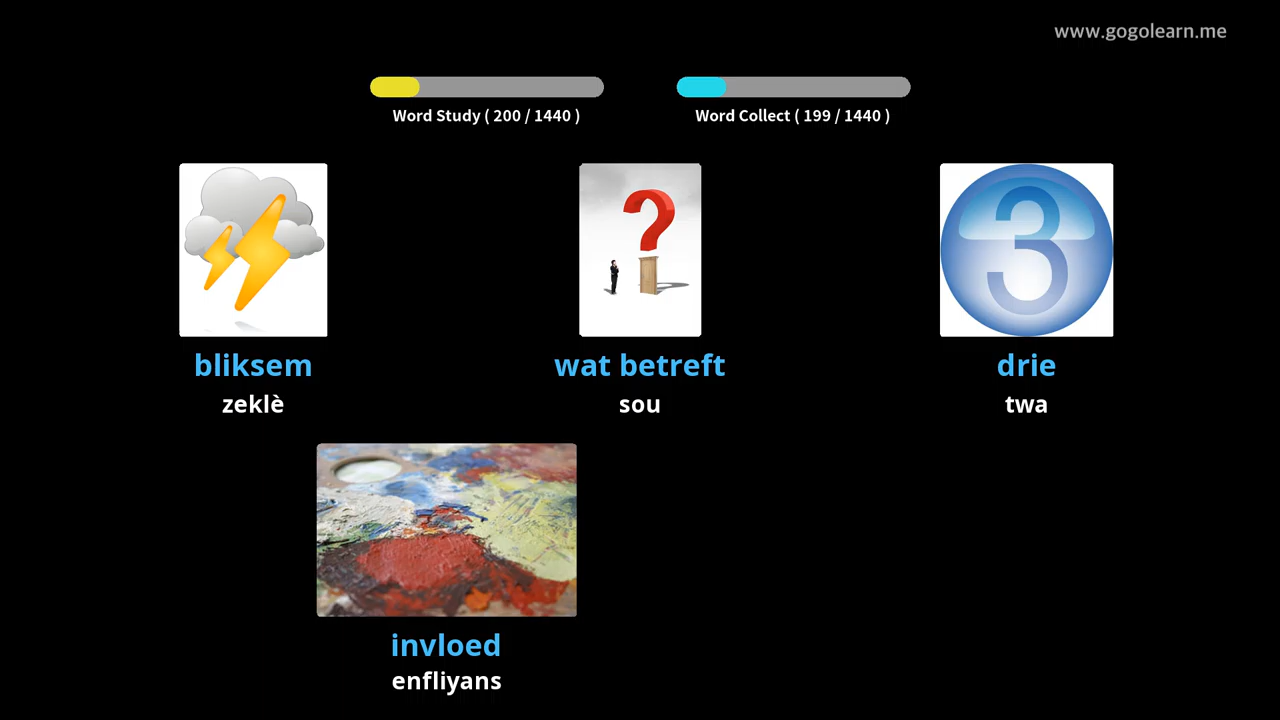 www.gogolearn.me
Word Study ( 200 / 1440 )
Word Collect ( 199 / 1440 )
3
bliksem
wat betreft
drie
zeklè
sou
twa
invloed
enfliyans